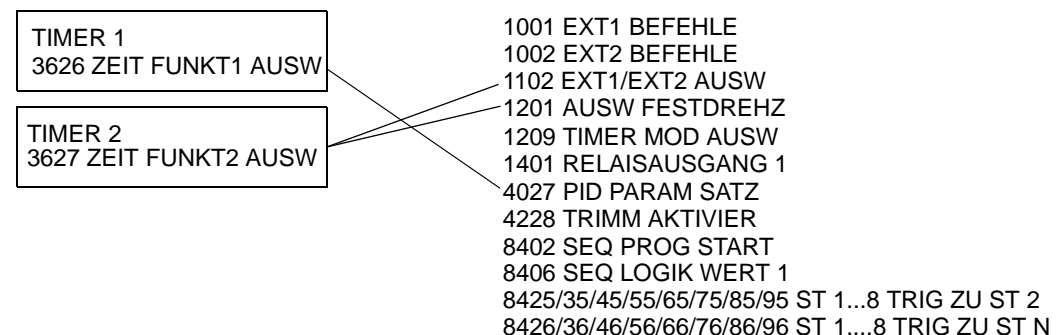 TIMER 1
3626 ZEIT FUNKT1 AUSW
TIMER 2
3627 ZEIT FUNKT2 AUSW
1001 EXT1 BEFEHLE
1002 EXT2 BEFEHLE
1102 EXT1/EXT2 AUSW
1201 AUSW FESTDREHZ
1209 TIMER MOD AUSW
1401 RELAISAUSGANG 1
4027 PID PARAM SATZ
4228 TRIMM AKTIVIER
8402 SEQ PROG START
8406 SEQ LOGIK WERT 1
8425/35/45/55/65/75/85/95 ST 1...8 TRIG ZU ST 2
8426/36/46/56/66/76/86/96 ST 1....8 TRIG ZU ST N